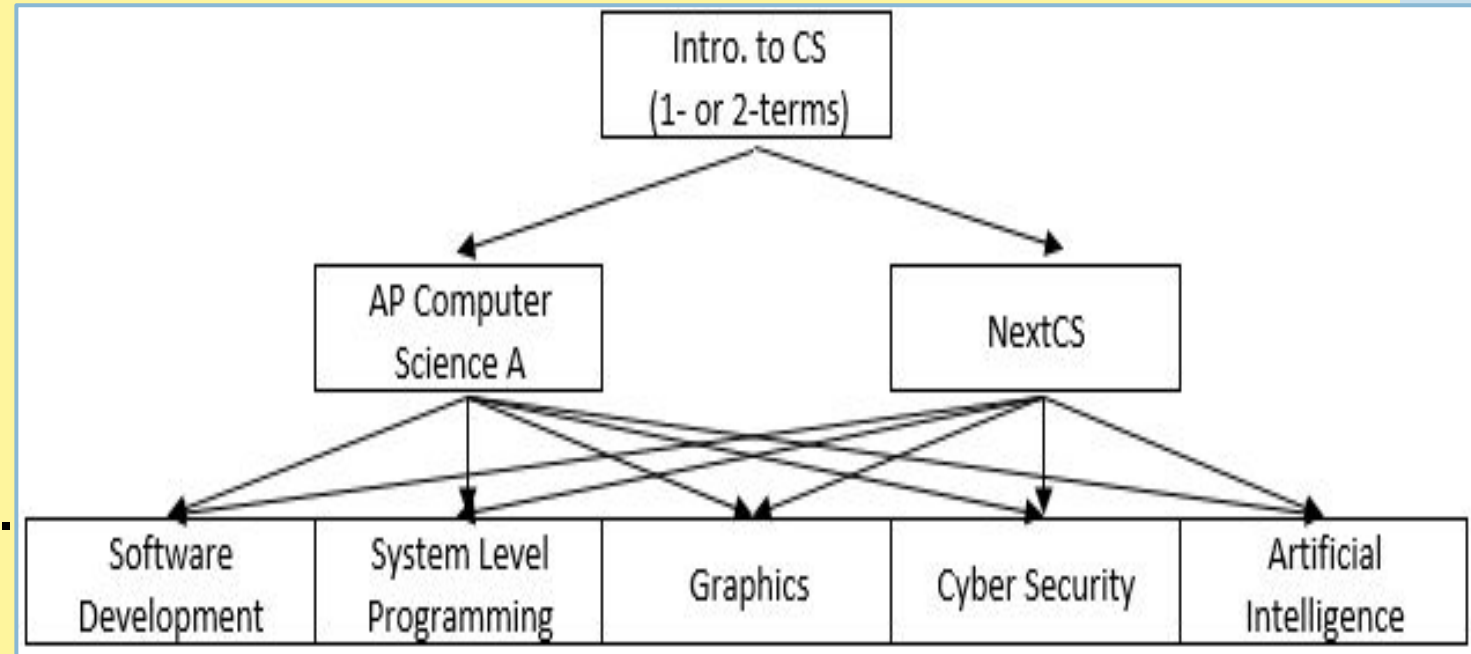 Intro. to CS
(1- or 2-terms)
AP Computer
Science A
NextCS
Software
Development
System Level
Programming
Graphics
Cyber Security
Artificial
Intelligence